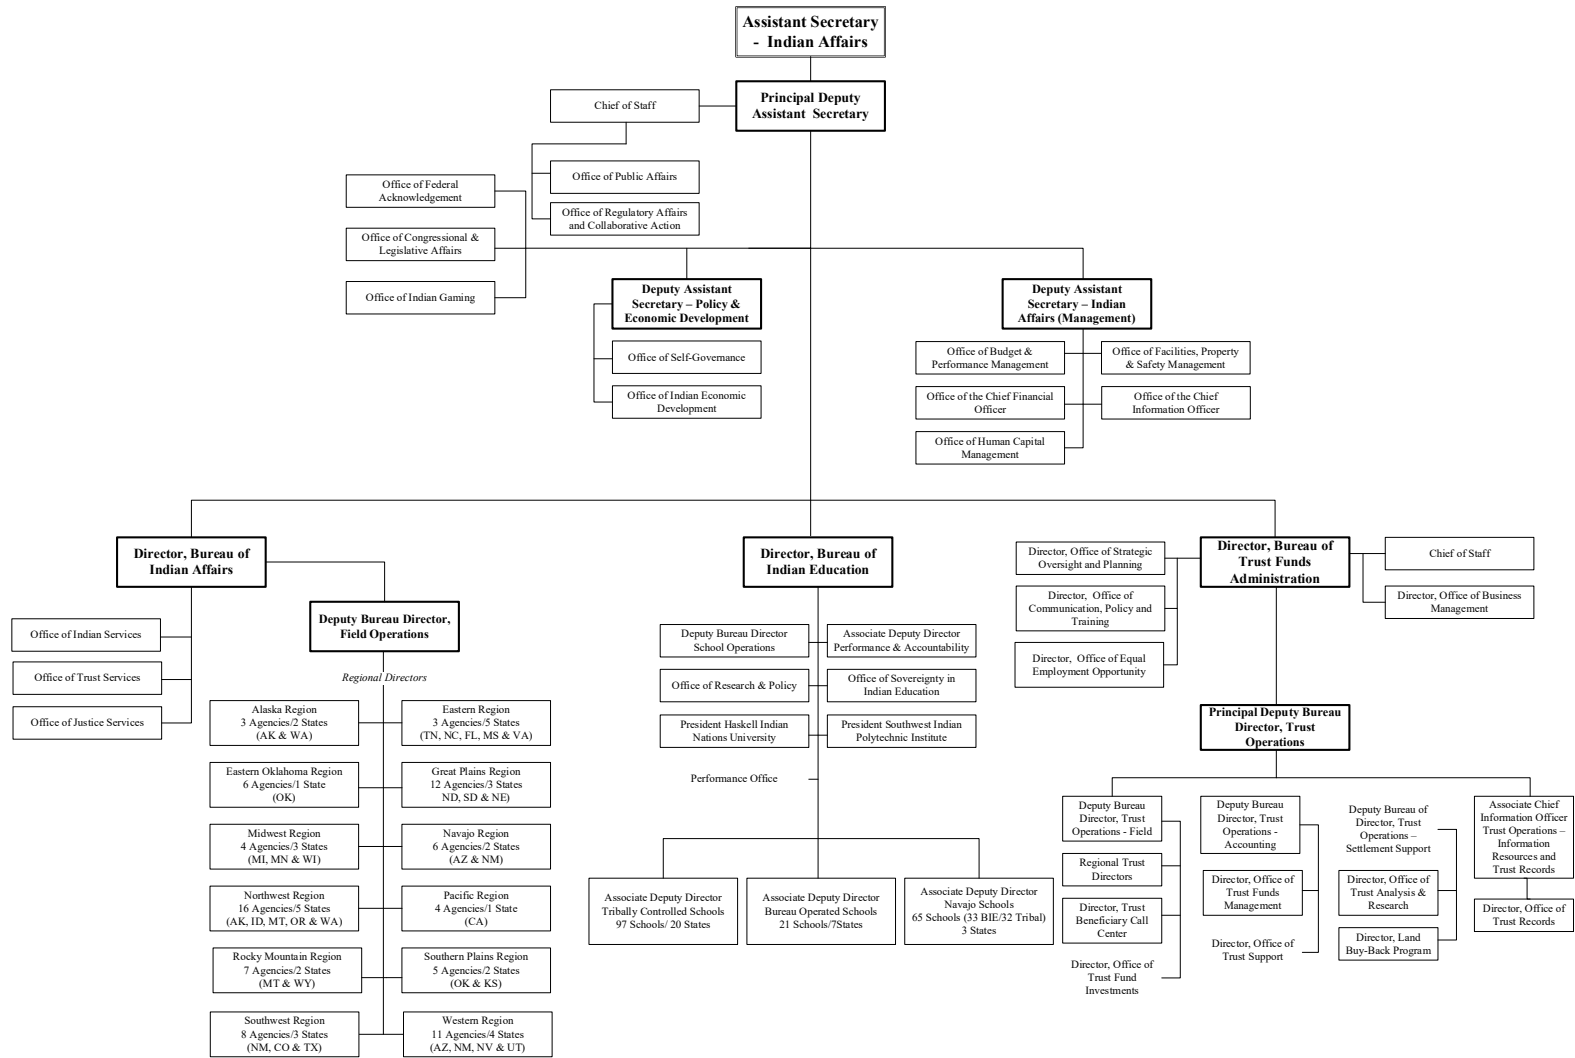 Assistant Secretary
- Indian Affairs
Principal Deputy
Assistant Secretary
Chief of Staff
Office of Public Affairs
Office of Regulatory Affairs
and Collaborative Action
Office of Federal
Acknowledgement
Office of Congressional &
Legislative Affairs
Office of Indian Gaming
Deputy Assistant
Secretary – Policy &
Economic Development
Office of Self-Governance
Office of Indian Economic
Development
Deputy Assistant
Secretary – Indian
Affairs (Management)
Office of Budget &
Performance Management
Office of Facilities, Property
& Safety Management
Office of the Chief Financial
Officer
Office of the Chief
Information Officer
Office of Human Capital
Management
Director, Bureau of
Indian Affairs
Office of Indian Services
Office of Trust Services
Office of Justice Services
Deputy Bureau Director,
Field Operations
Regional Directors
Alaska Region
3 Agencies/2 States
(AK & WA)
Eastern Region
3 Agencies/5 States
(TN, NC, FL, MS & VA)
Eastern Oklahoma Region
6 Agencies/1 State
(OK)
Great Plains Region
12 Agencies/3 States
ND, SD & NE)
Midwest Region
4 Agencies/3 States
(MI, MN & WI)
Navajo Region
6 Agencies/2 States
(AZ & NM)
Northwest Region
16 Agencies/5 States
(AK, ID, MT, OR & WA)
Pacific Region
4 Agencies/1 State
(CA)
Rocky Mountain Region
7 Agencies/2 States
(MT & WY)
Southern Plains Region
5 Agencies/2 States
(OK & KS)
Southwest Region
8 Agencies/3 States
(NM, CO & TX)
Western Region
11 Agencies/4 States
(AZ, NM, NV & UT)
Director, Bureau of
Indian Education
Deputy Bureau Director
School Operations
Associate Deputy Director
Performance & Accountability
Office of Research & Policy
Office of Sovereignty in
Indian Education
President Haskell Indian
Nations University
President Southwest Indian
Polytechnic Institute
Performance Office
Associate Deputy Director
Tribally Controlled Schools
97 Schools/ 20 States
Associate Deputy Director
Bureau Operated Schools
21 Schools/7States
Associate Deputy Director
Navajo Schools
65 Schools (33 BIE/32 Tribal)
3 States
Director, Bureau of
Trust Funds
Administration
Director, Office of Strategic
Oversight and Planning
Director, Office of
Communication, Policy and
Training
Director, Office of Equal
Employment Opportunity
Chief of Staff
Director, Office of Business
Management
Principal Deputy Bureau
Director, Trust
Operations
Deputy Bureau
Director, Trust
Operations - Field
Regional Trust
Directors
Director, Trust
Beneficiary Call
Center
Director, Office of
Trust Fund
Investments
Deputy Bureau
Director, Trust
Operations -
Accounting
Director, Office of
Trust Funds
Management
Director, Office of
Trust Support
Deputy Bureau of
Director, Trust
Operations –
Settlement Support
Director, Office of
Trust Analysis &
Research
Director, Land
Buy-Back Program
Associate Chief
Information Officer
Trust Operations –
Information
Resources and
Trust Records
Director, Office of
Trust Records